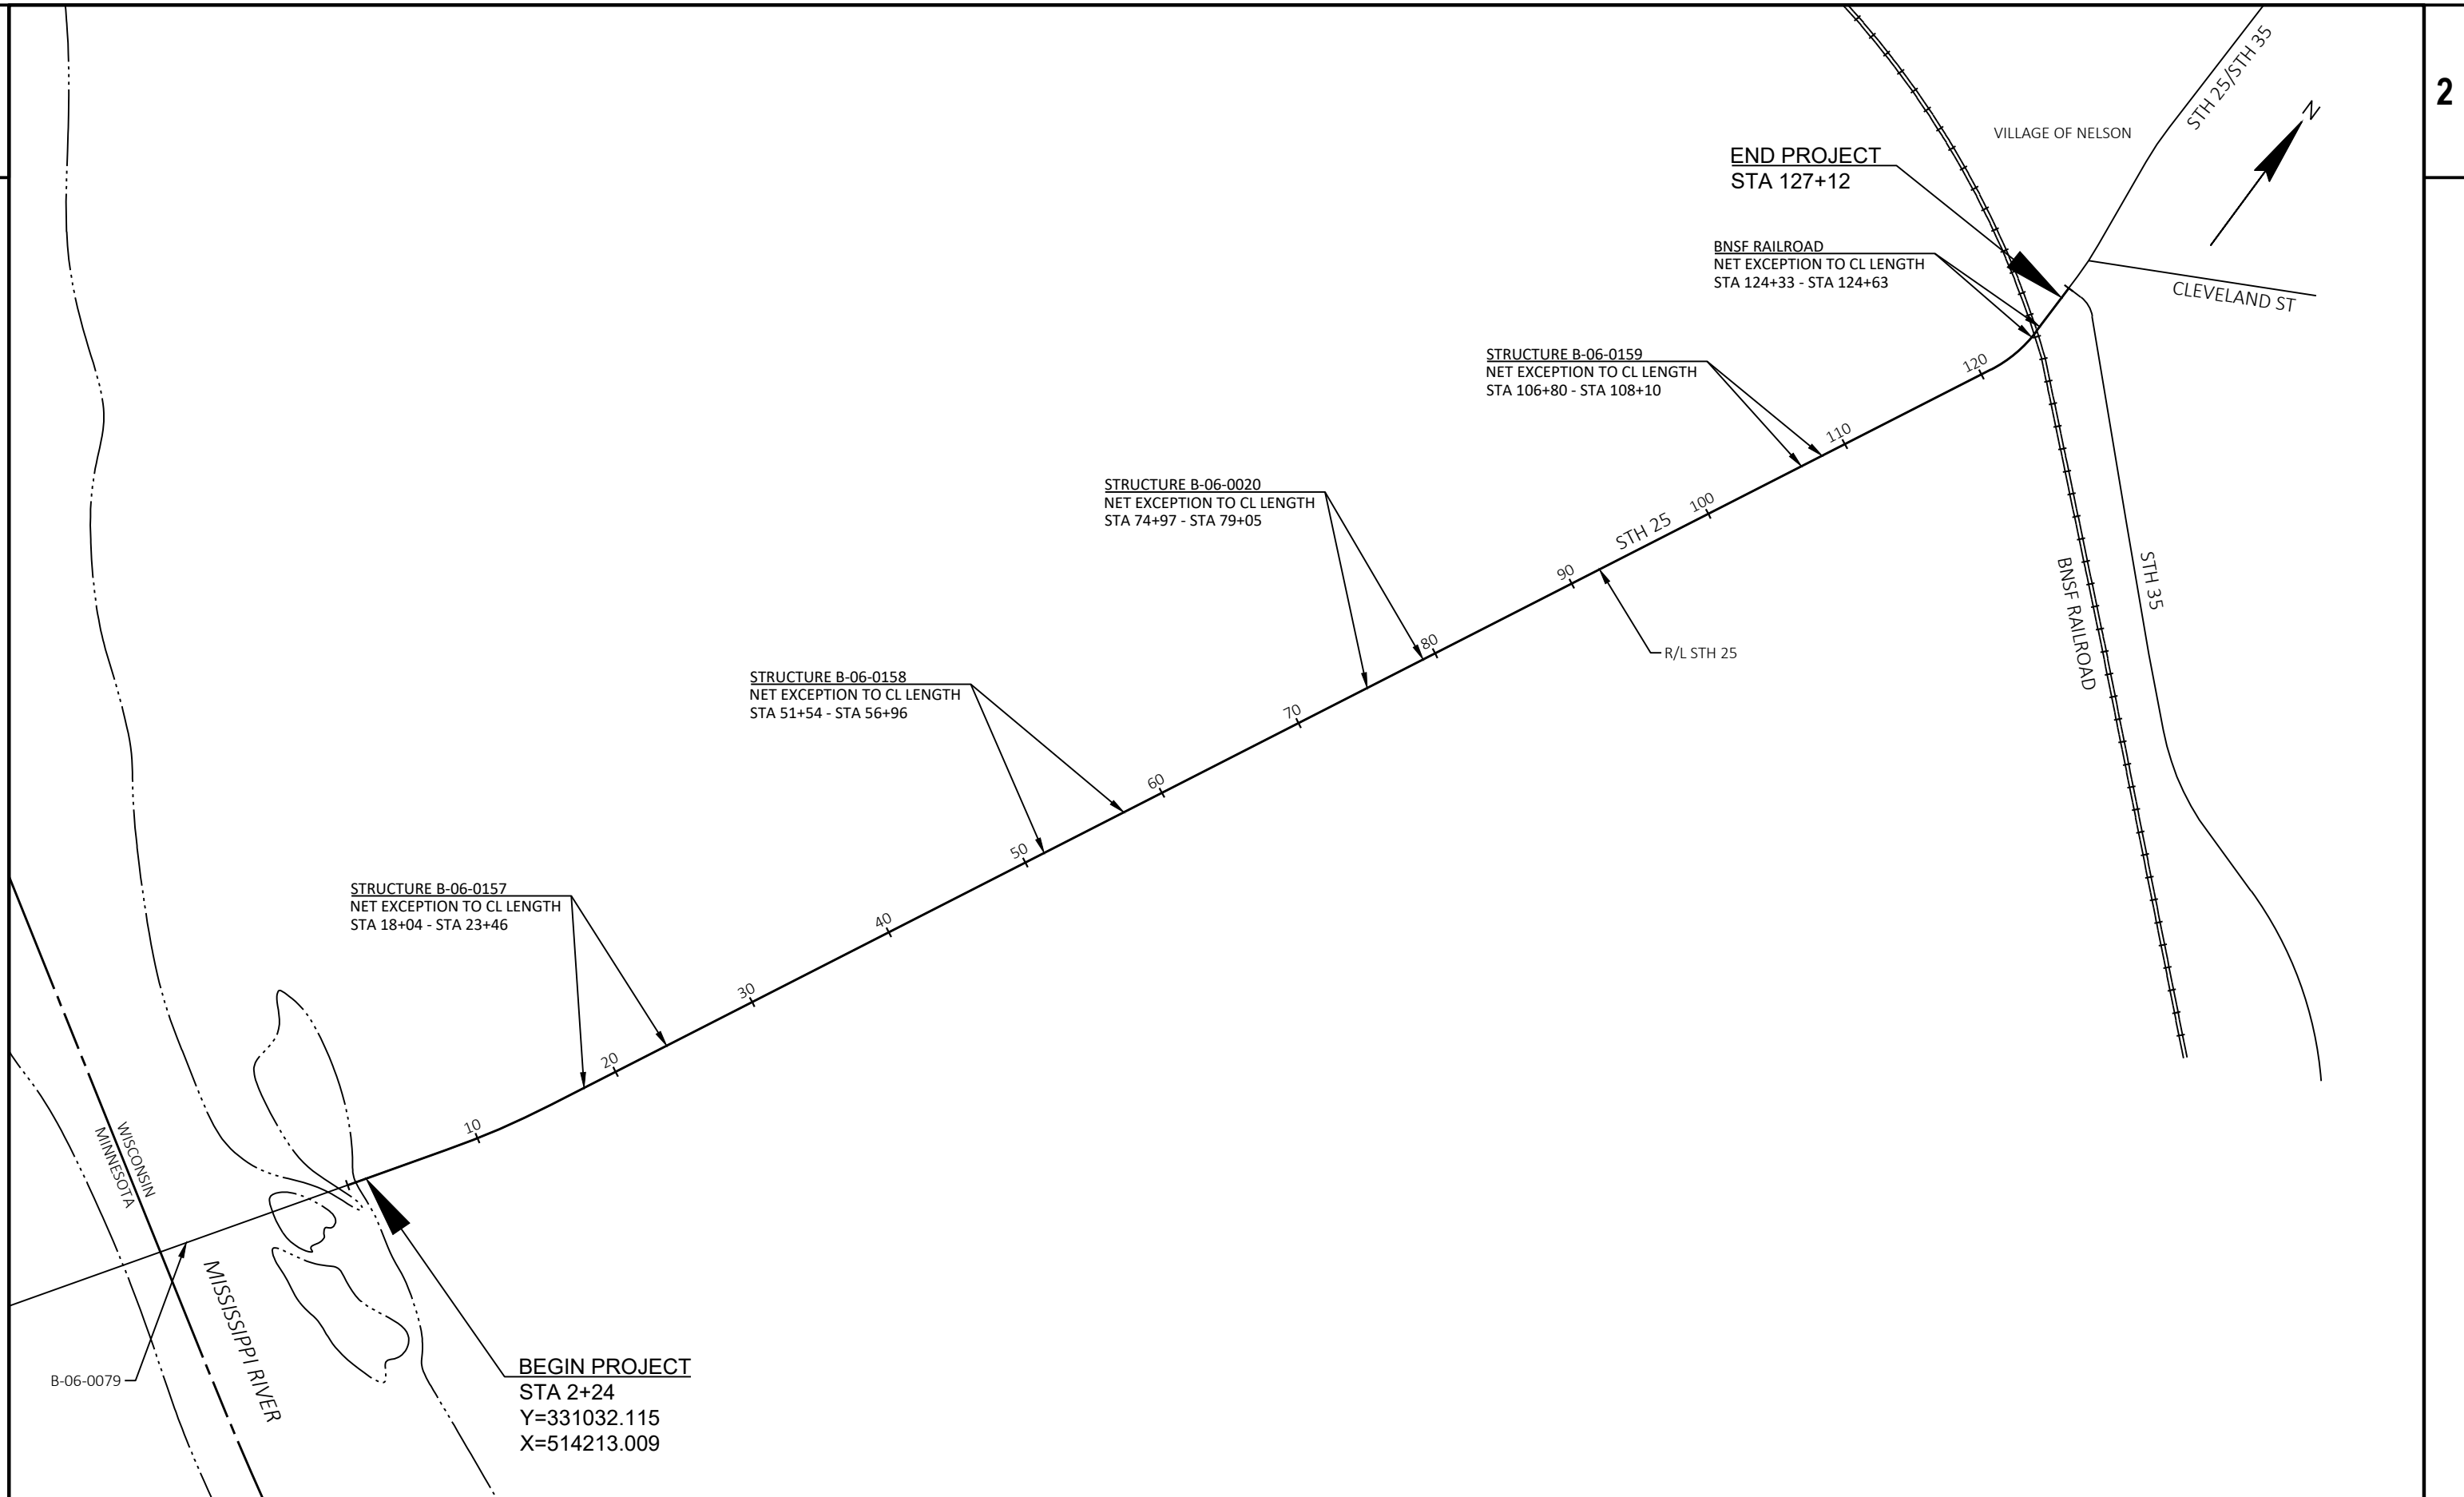 2
STH 25/STH 35
N
VILLAGE OF NELSON
END PROJECT
STA 127+12
BNSF RAILROAD
NET EXCEPTION TO CL LENGTH
STA 124+33 - STA 124+63
CLEVELAND ST
STRUCTURE B-06-0159
NET EXCEPTION TO CL LENGTH
STA 106+80 - STA 108+10
120
110
STRUCTURE B-06-0020
NET EXCEPTION TO CL LENGTH
STA 74+97 - STA 79+05
100
STH 25
90
STH 35
BNSF RAILROAD
80
R/L STH 25
STRUCTURE B-06-0158
NET EXCEPTION TO CL LENGTH
STA 51+54 - STA 56+96
70
60
50
STRUCTURE B-06-0157
NET EXCEPTION TO CL LENGTH
STA 18+04 - STA 23+46
40
30
20
10
WISCONSIN
MINNESOTA
MISSISSIPPI RIVER
B-06-0079
BEGIN PROJECT
STA 2+24
Y=331032.115
X=514213.009